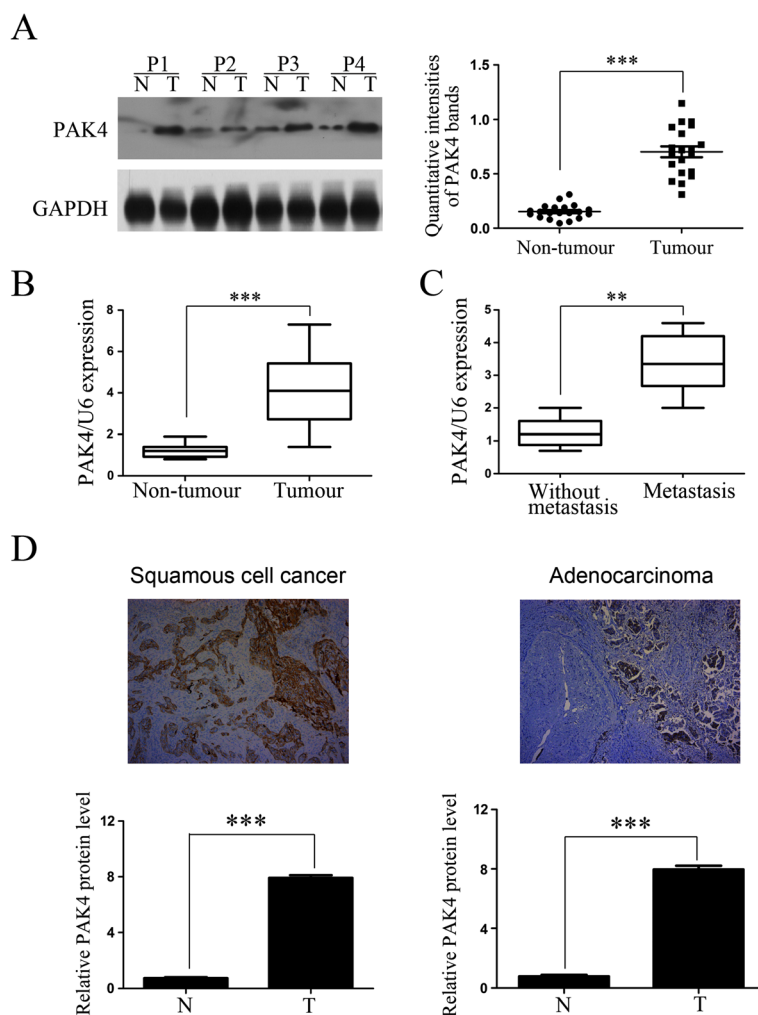 A
P1 P2 P3 P4
N T N T N T N T
PAK4
GAPDH
Quantitative intensities
of PAK4 bands
1.5
1.0
0.5
0.0
***
Non-tumour Tumour
B
PAK4/U6 expression
8
6
4
2
0
***
Non-tumour Tumour
C
PAK4/U6 expression
5
4
3
2
1
0
**
Without
metastasis
Metastasis
D
Squamous cell cancer
Adenocarcinoma
Relative PAK4 protein level
12
8
4
0
***
N T
Relative PAK4 protein level
12
8
4
0
***
N T